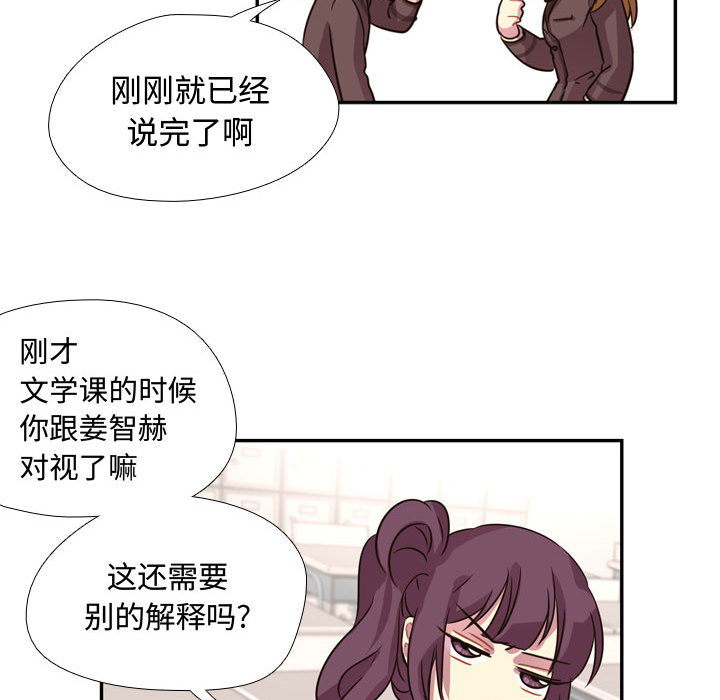 刚刚就已经
说完了啊
刚才
文学课的时候
你跟姜智赫
对视了嘛
这还需要
别的解释吗?